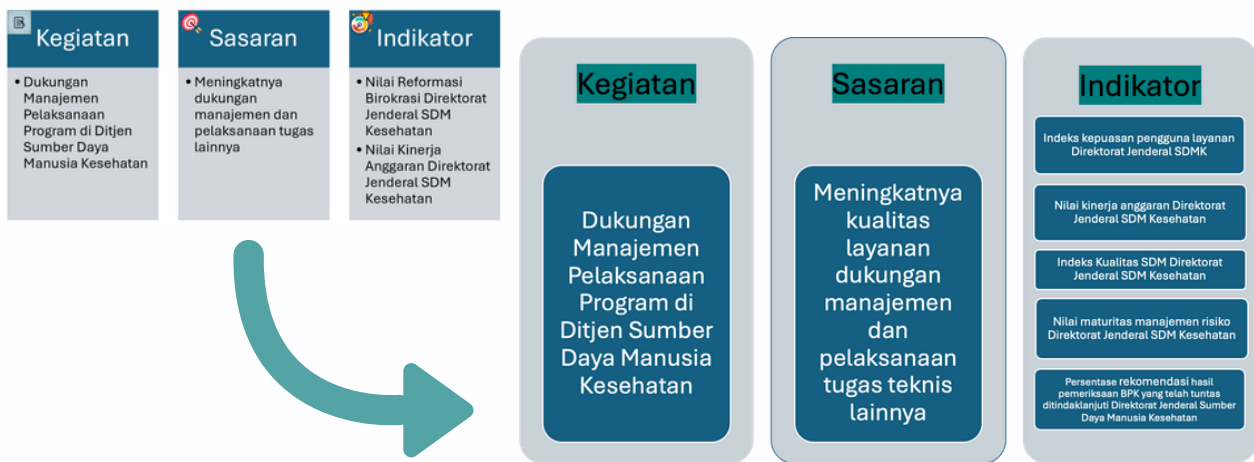 Kegiatan
• Dukungan
Manajemen
Pelaksanaan
Program di Ditjen
Sumber Daya
Manusia Kesehatan
Sasaran
• Meningkatnya
dukungan
manajemen dan
pelaksanaan tugas
lainnya
Indikator
• Nilai Reformasi
Birokrasi Direktorat
Jenderal SDM
Kesehatan
• Nilai Kinerja
Anggaran Direktorat
Jenderal SDM
Kesehatan
Kegiatan
Dukungan
Manajemen
Pelaksanaan
Program di
Ditjen Sumber
Daya Manusia
Kesehatan
Sasaran
Meningkatnya
kualitas
layanan
dukungan
manajemen
dan
pelaksanaan
tugas teknis
lainnya
Indikator
Indeks kepuasan pengguna layanan
Direktorat Jenderal SDMK
Nilai kinerja anggaran Direktorat
Jenderal SDM Kesehatan
Indeks Kualitas SDM Direktorat
Jenderal SDM Kesehatan
Nilai maturitas manajemen risiko
Direktorat Jenderal SDM Kesehatan
Persentase rekomendasi hasil
pemeriksaan BPK yang telah tuntas
ditindaklanjuti Direktorat Jenderal Sumber
Daya Manusia Kesehatan